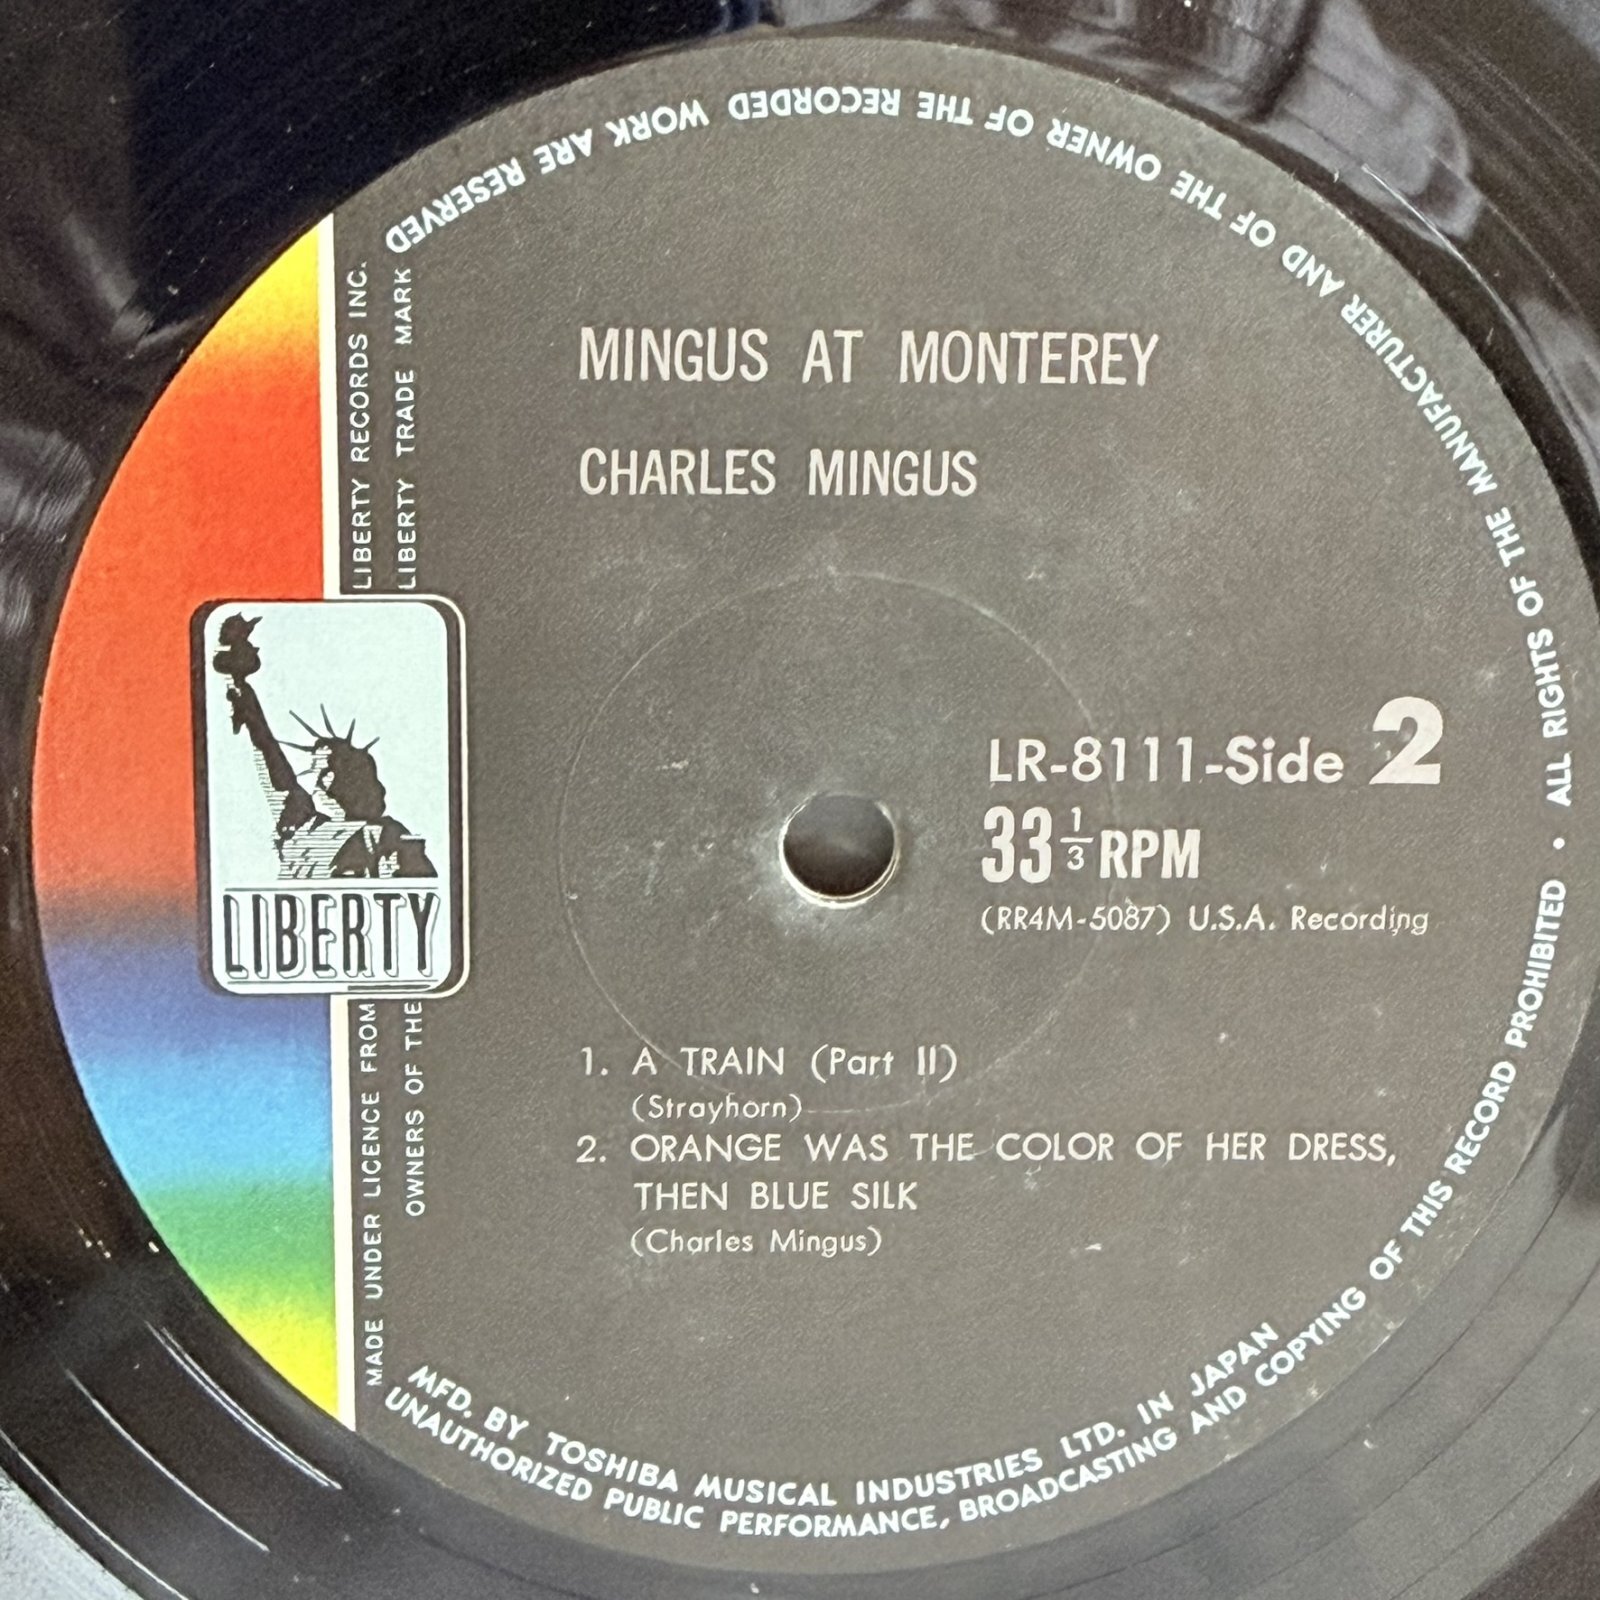 MINGUS AT MONTEREY
CHARLES MINGUS
LR-8111-Side 2
33 1/3 RPM
(RR4M-5087) U.S.A. Recording
1. A TRAIN (Part II)
(Strayhorn)
2. ORANGE WAS THE COLOR OF HER DRESS,
THEN BLUE SILK
(Charles Mingus)
LIBERTY
MADE UNDER LICENCE FROM LIBERTY RECORDS INC.
OWNERS OF THE LIBERTY TRADE MARK
MFD. BY TOSHIBA MUSICAL INDUSTRIES LTD. IN JAPAN
UNAUTHORIZED PUBLIC PERFORMANCE, BROADCASTING AND COPYING OF THIS RECORD PROHIBITED • ALL RIGHTS OF THE MANUFACTURER AND OF THE OWNER OF THE RECORDED WORK ARE RESERVED